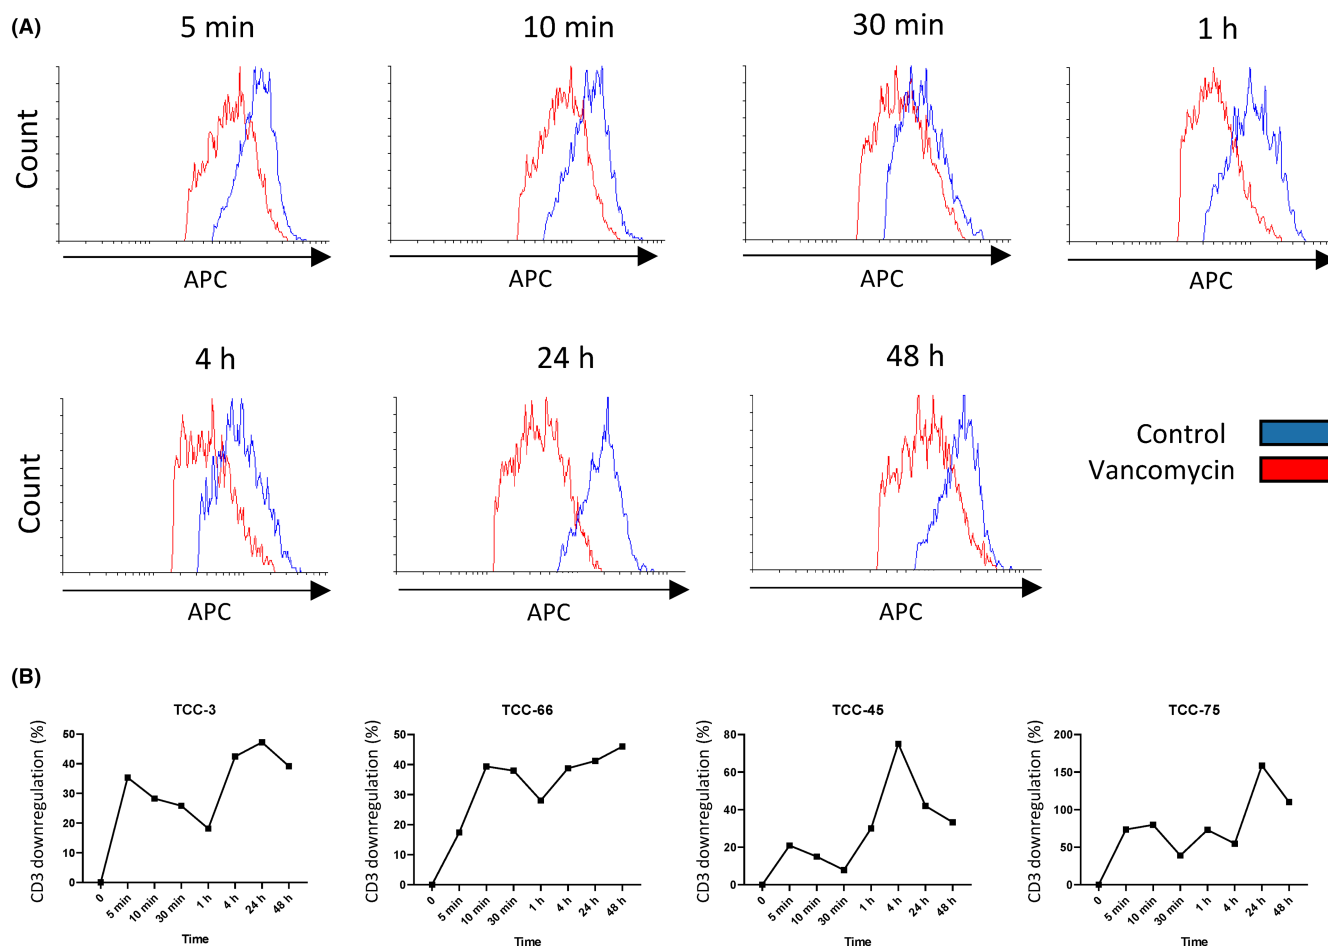 (A)
5 min
10 min
30 min
1 h
Count
APC
APC
APC
APC
4 h
24 h
48 h
Count
APC
APC
APC
Control
Vancomycin
(B)
TCC-3
CD3 downregulation (%)
50
40
30
20
10
0
0
5 min
10 min
30 min
1 h
4 h
24 h
48 h
Time
TCC-66
CD3 downregulation (%)
50
40
30
20
10
0
0
5 min
10 min
30 min
1 h
4 h
24 h
48 h
Time
TCC-45
CD3 downregulation (%)
80
60
40
20
0
0
5 min
10 min
30 min
1 h
4 h
24 h
48 h
Time
TCC-75
CD3 downregulation (%)
200
150
100
50
0
0
5 min
10 min
30 min
1 h
4 h
24 h
48 h
Time